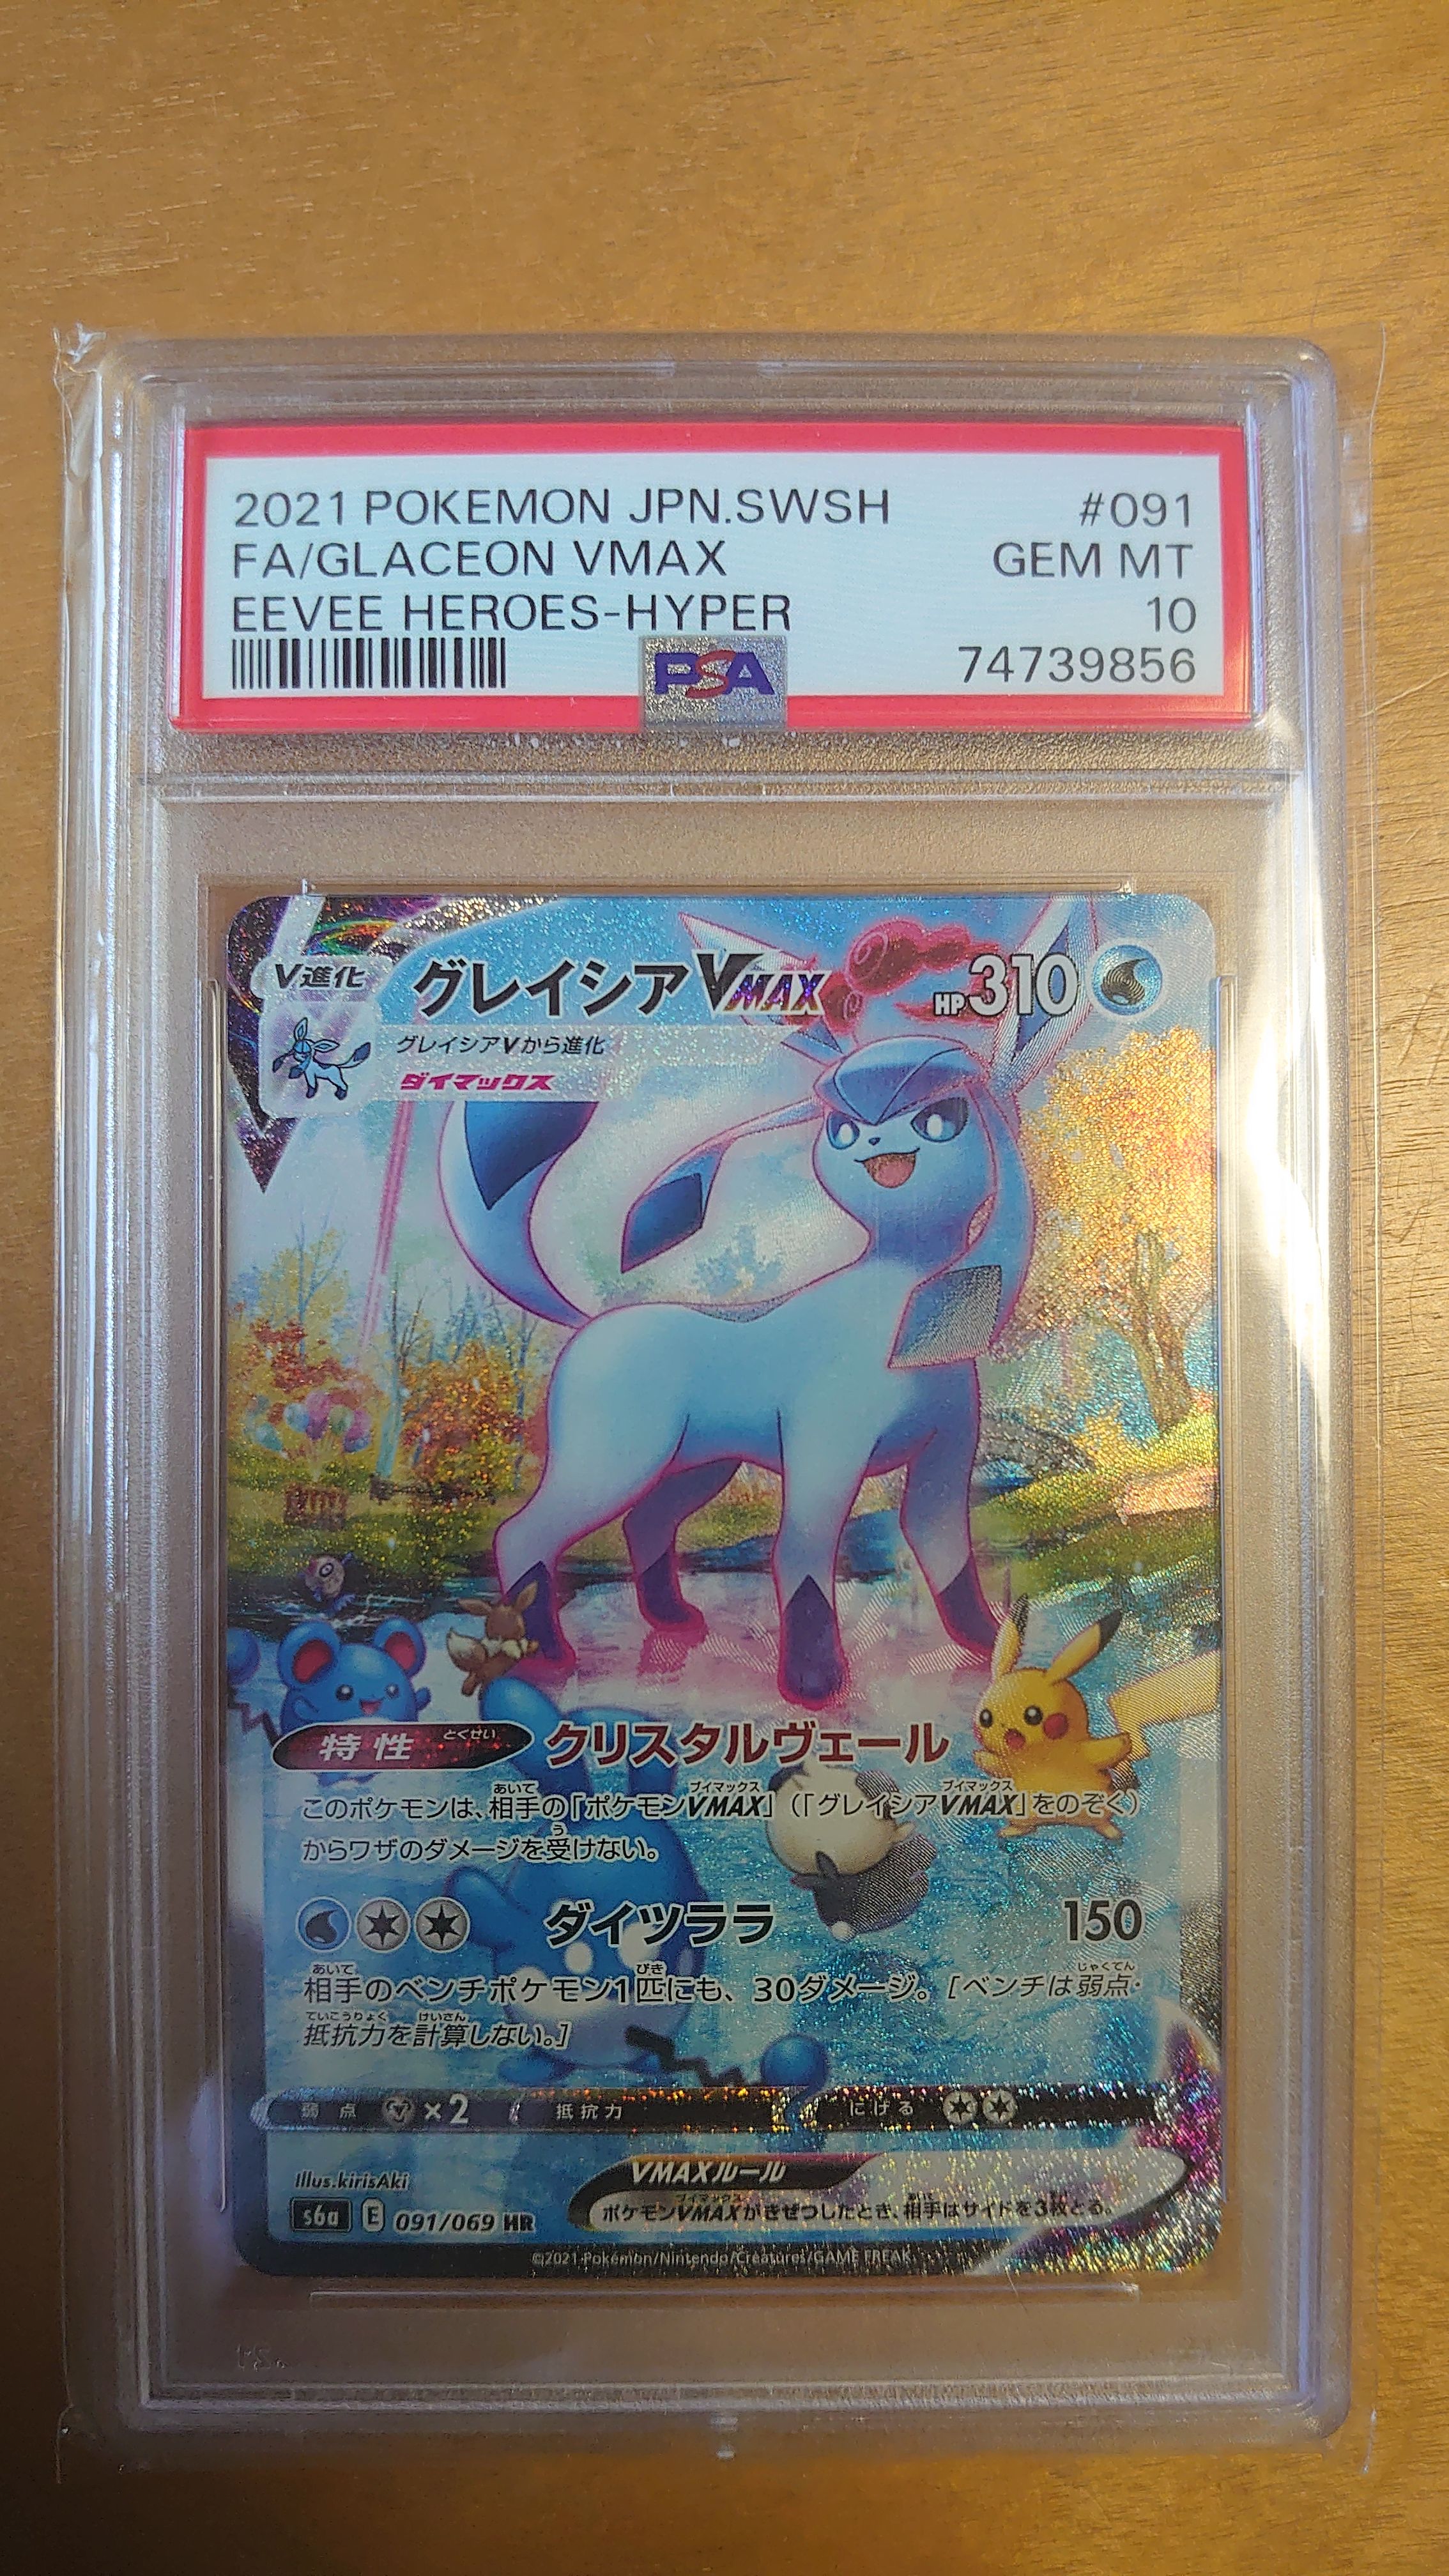 2021 POKEMON JPN.SWSH #091
FA/GLACEON VMAX GEM MT
EEVEE HEROES-HYPER 10
PSA 74739856
V進化 グレイシアVMAX HP310
グレイシアVから進化
ダイマックス
特性 とくせい クリスタルヴェール
あいて ブイマックス ブイマックス
このポケモンは、相手の「ポケモンVMAX」(「グレイシアVMAX」をのぞく)
う
からワザのダメージを受けない。
ダイツララ 150
あいて びき じゃくてん
相手のベンチポケモン1匹にも、30ダメージ。[ベンチは弱点・
ていこうりょく けいさん
抵抗力を計算しない。]
弱点 ×2 抵抗力 にげる
Illus.kirisAki VMAXルール
ブイマックス あいて まい
s6a E 091/069 HR ポケモンVMAXがきぜつしたとき、相手はサイドを3枚とる。
©2021 Pokémon/Nintendo/Creatures/GAME FREAK.